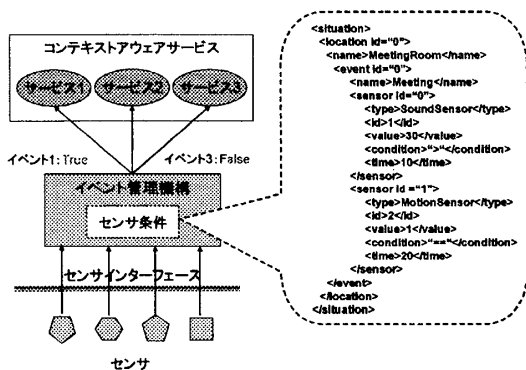 コンテキストアウェアサービス
サービス1
サービス2
サービス3
イベント1:True
イベント3:False
イベント管理機構
センサ条件
センサインターフェース
センサ
<situation>
<location id="0">
<name>MeetingRoom</name>
<event id="0">
<name>Meeting</name>
<sensor id="0">
<type>SoundSensor</type>
<id>1</id>
<value>30</value>
<condition>">"</condition>
<time>10</time>
</sensor>
<sensor id ="1">
<type>MotionSensor</type>
<id>2</id>
<value>1</value>
<condition>"=="</condition>
<time>20</time>
</sensor>
</event>
</location>
</situation>